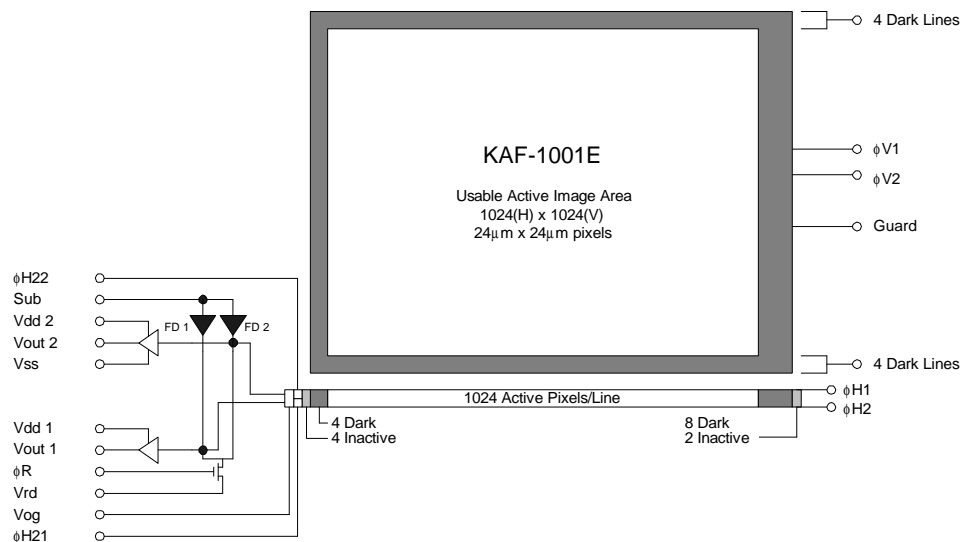 4 Dark Lines
KAF-1001E
Usable Active Image Area
1024(H) x 1024(V)
24μm x 24μm pixels
ϕV1
ϕV2
Guard
ϕH22
Sub
Vdd 2
Vout 2
Vss
FD 1
FD 2
4 Dark Lines
1024 Active Pixels/Line
ϕH1
ϕH2
4 Dark
4 Inactive
8 Dark
2 Inactive
Vdd 1
Vout 1
ϕR
Vrd
Vog
ϕH21